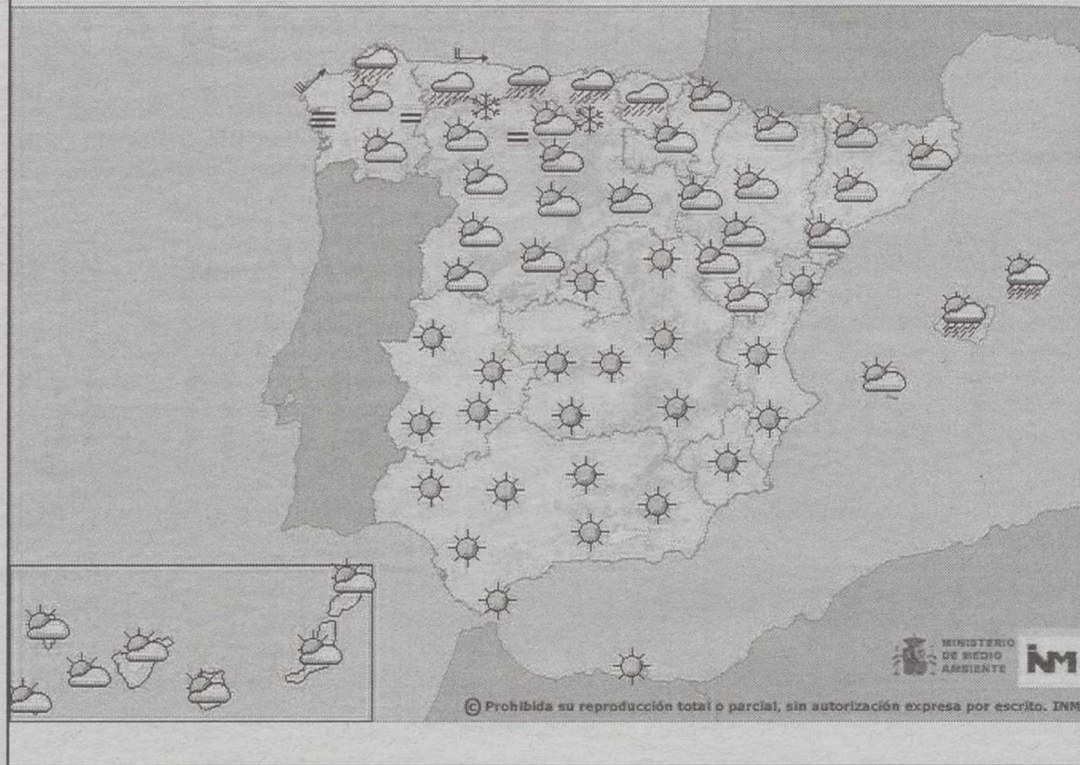 MINISTERIO
DE MEDIO
AMBIENTE
INM
© Prohibida su reproducción total o parcial, sin autorización expresa por escrito. INM